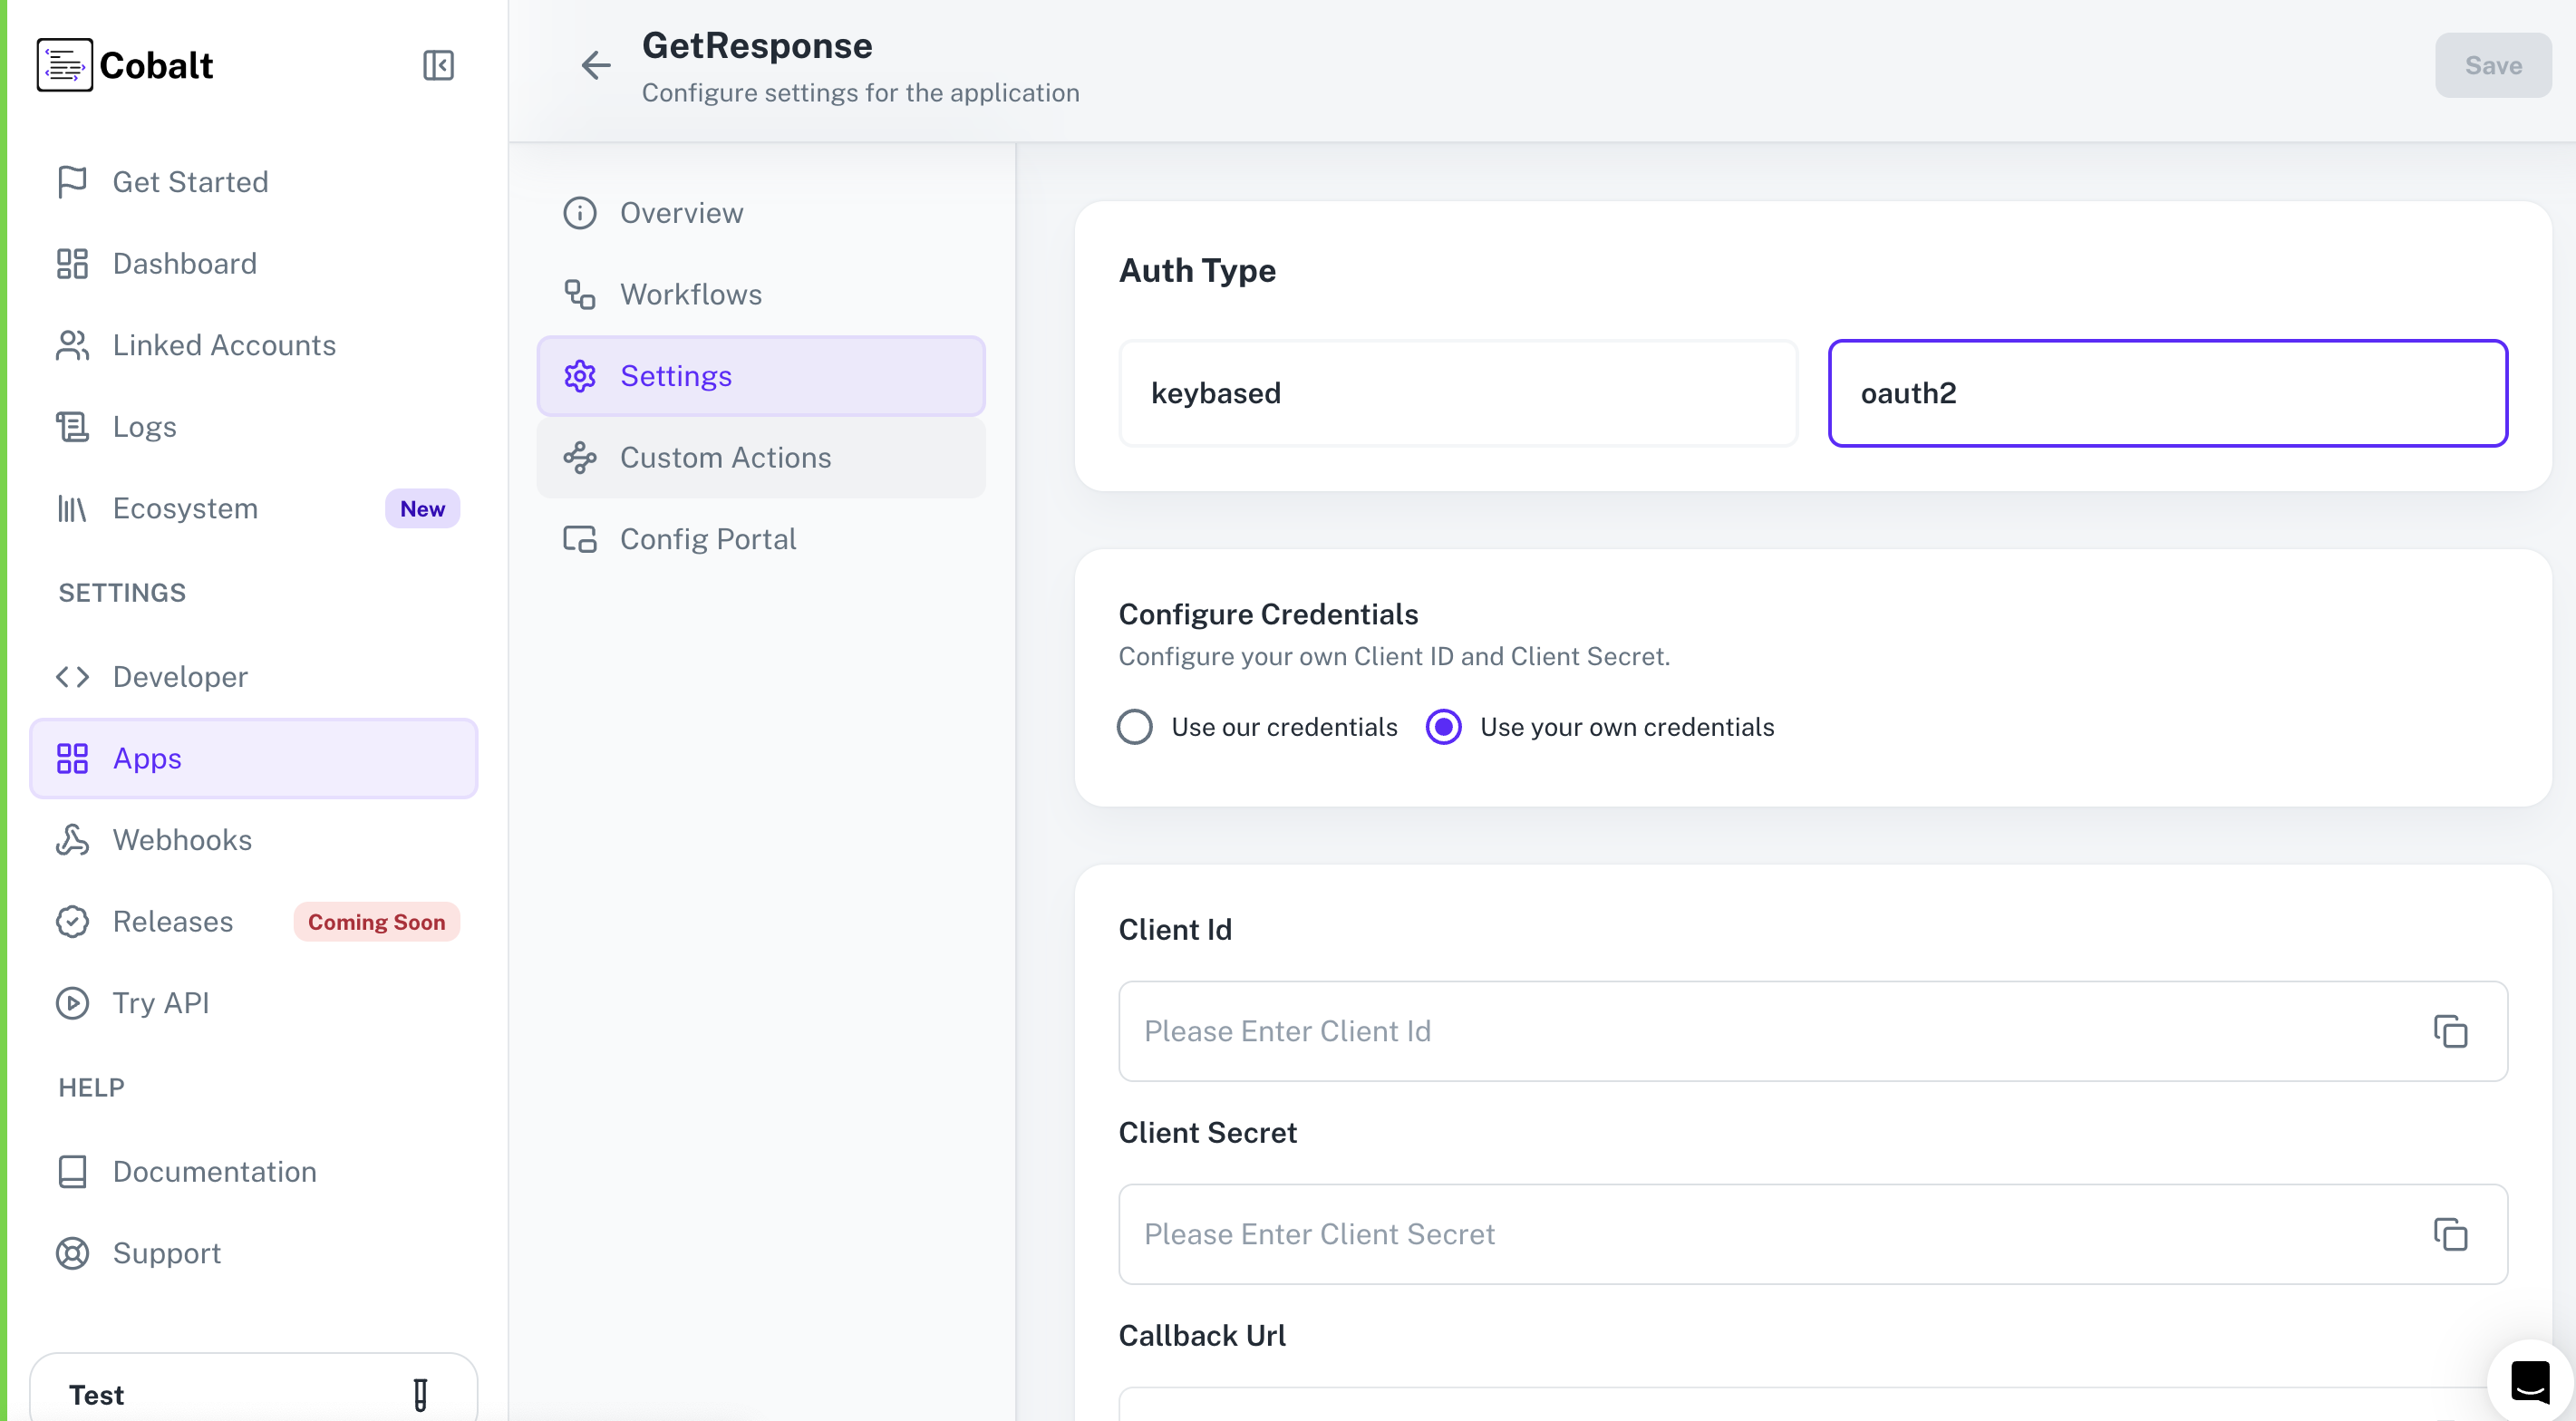 Cobalt
Get Started
Dashboard
Linked Accounts
Logs
Ecosystem New
SETTINGS
Developer
Apps
Webhooks
Releases Coming Soon
Try API
HELP
Documentation
Support
Test
GetResponse
Configure settings for the application
Save
Overview
Workflows
Settings
Custom Actions
Config Portal
Auth Type
keybased
oauth2
Configure Credentials
Configure your own Client ID and Client Secret.
Use our credentials Use your own credentials
Client Id
Please Enter Client Id
Client Secret
Please Enter Client Secret
Callback Url